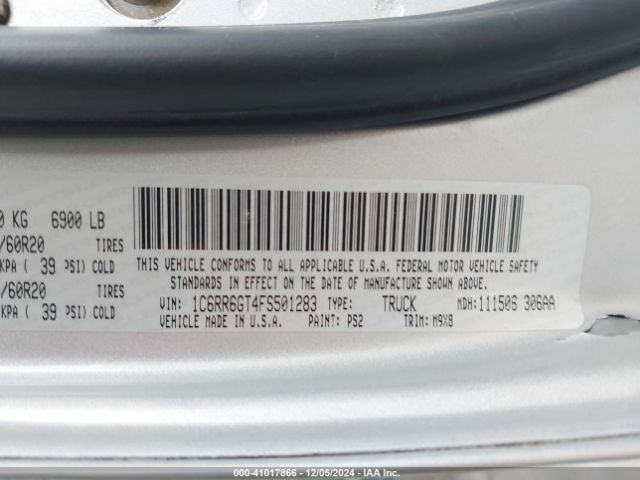 0 KG 6900 LB
/60R20 TIRES
KPA ( 39 PSI) COLD
/60R20 TIRES
KPA ( 39 PSI) COLD
THIS VEHICLE CONFORMS TO ALL APPLICABLE U.S.A. FEDERAL MOTOR VEHICLE SAFETY
STANDARDS IN EFFECT ON THE DATE OF MANUFACTURE SHOWN ABOVE.
VIN: 1C6RR6GT4FS501283 TYPE: TRUCK MDH:111506 306AA
VEHICLE MADE IN U.S.A. PAINT: PS2 TRIM: M9X8
000-41017866 - 12/05/2024 - IAA, Inc.